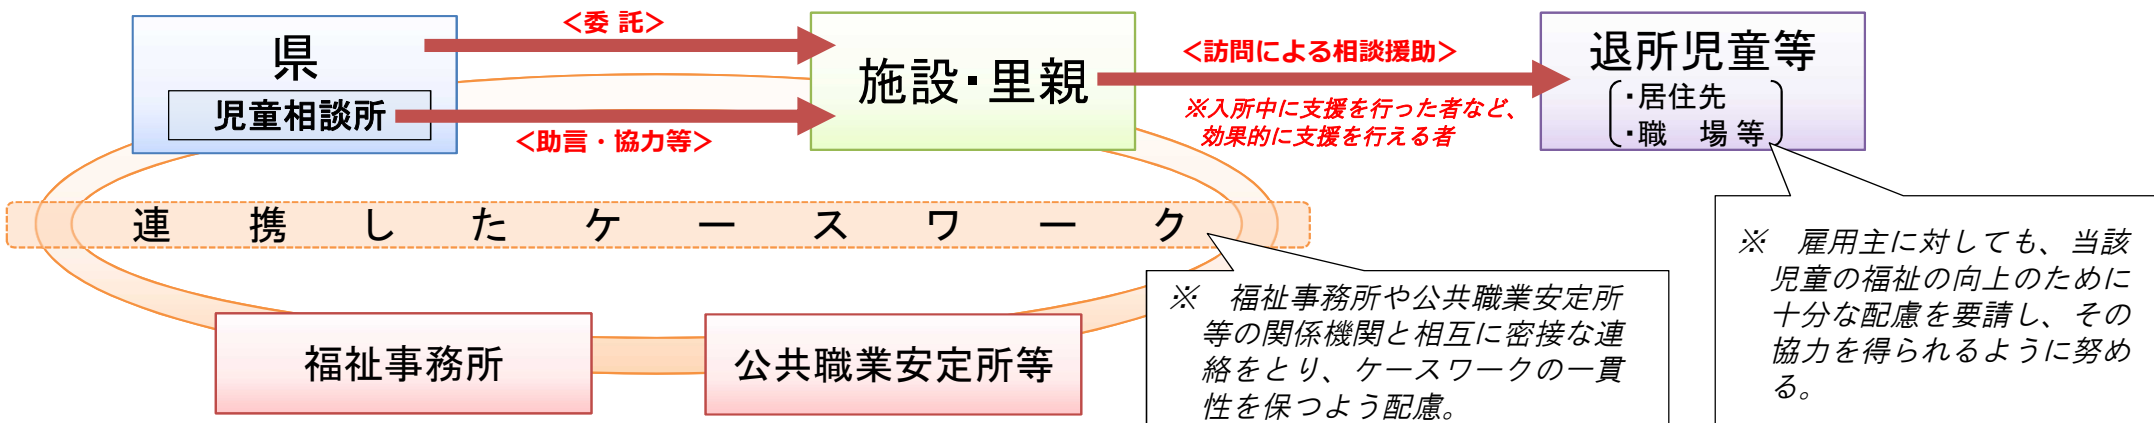 県
児童相談所
<委 託>
<助言・協力等>
施設・里親
<訪問による相談援助>
※入所中に支援を行った者など、
効果的に支援を行える者
退所児童等
・居住先
・職 場 等
連携したケースワーク
福祉事務所
公共職業安定所等
※ 福祉事務所や公共職業安定所
等の関係機関と相互に密接な連
絡をとり、ケースワークの一貫
性を保つよう配慮。
※ 雇用主に対しても、当該
児童の福祉の向上のために
十分な配慮を要請し、その
協力を得られるように努め
る。